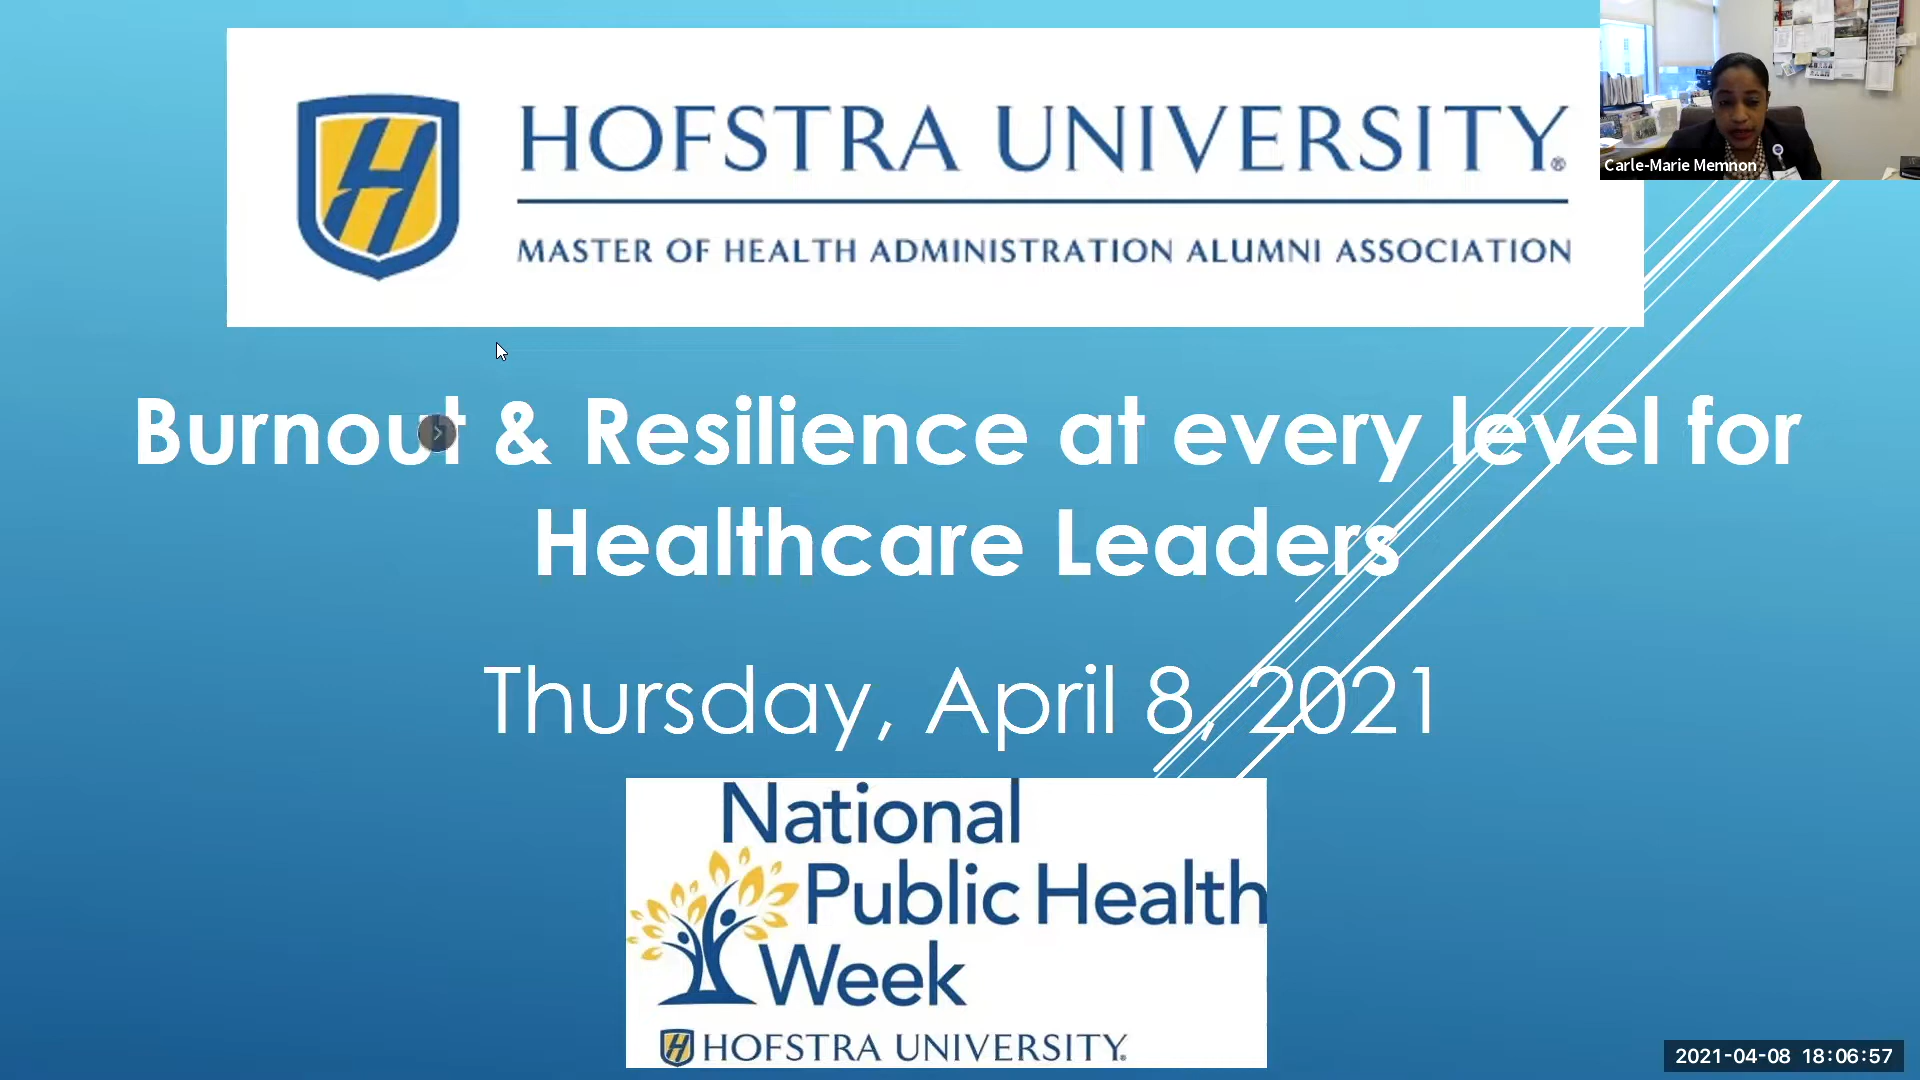 HOFSTRA UNIVERSITY®
MASTER OF HEALTH ADMINISTRATION ALUMNI ASSOCIATION
Carle-Marie Memnon
Burnout & Resilience at every level for
Healthcare Leaders
Thursday, April 8, 2021
National
Public Health
Week
H HOFSTRA UNIVERSITY®
2021-04-08 18:06:57